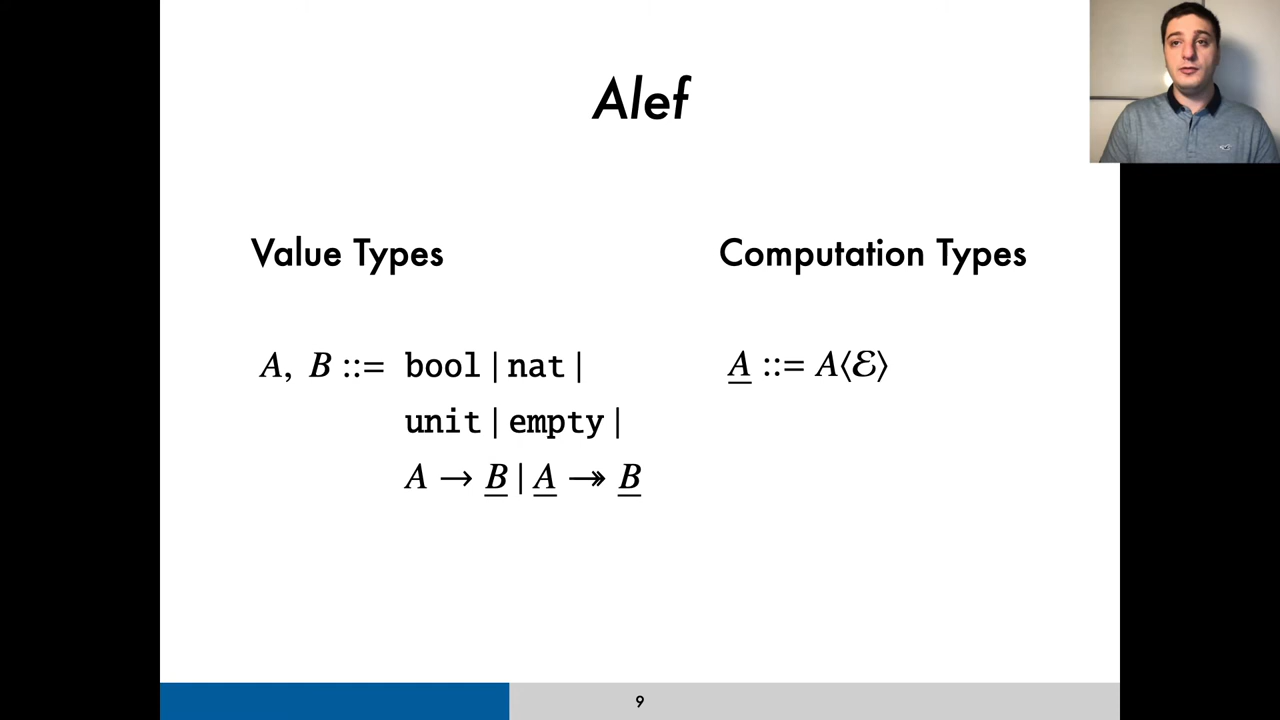 Alef
Value Types
Computation Types
A, B ::= bool | nat |
unit | empty |
A → B̲ | A̲ ↠ B̲
A̲ ::= A⟨ℰ⟩
9